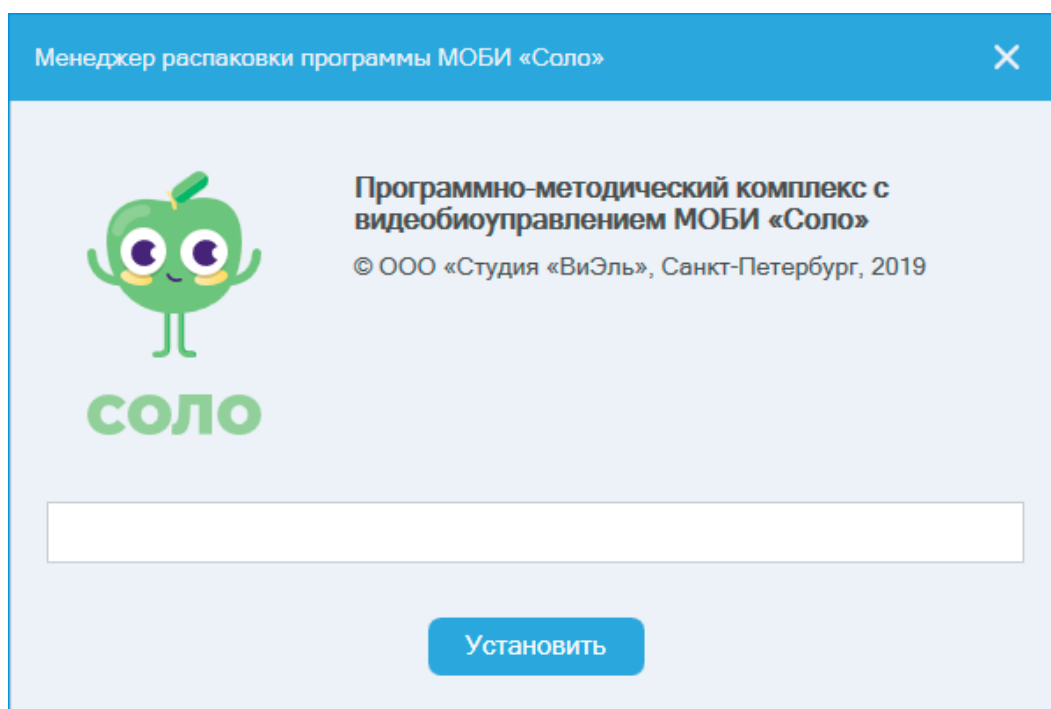 Менеджер распаковки программы МОБИ «Соло»
Программно-методический комплекс с
видеобиоуправлением МОБИ «Соло»
© ООО «Студия «ВиЭль», Санкт-Петербург, 2019
соло
Установить